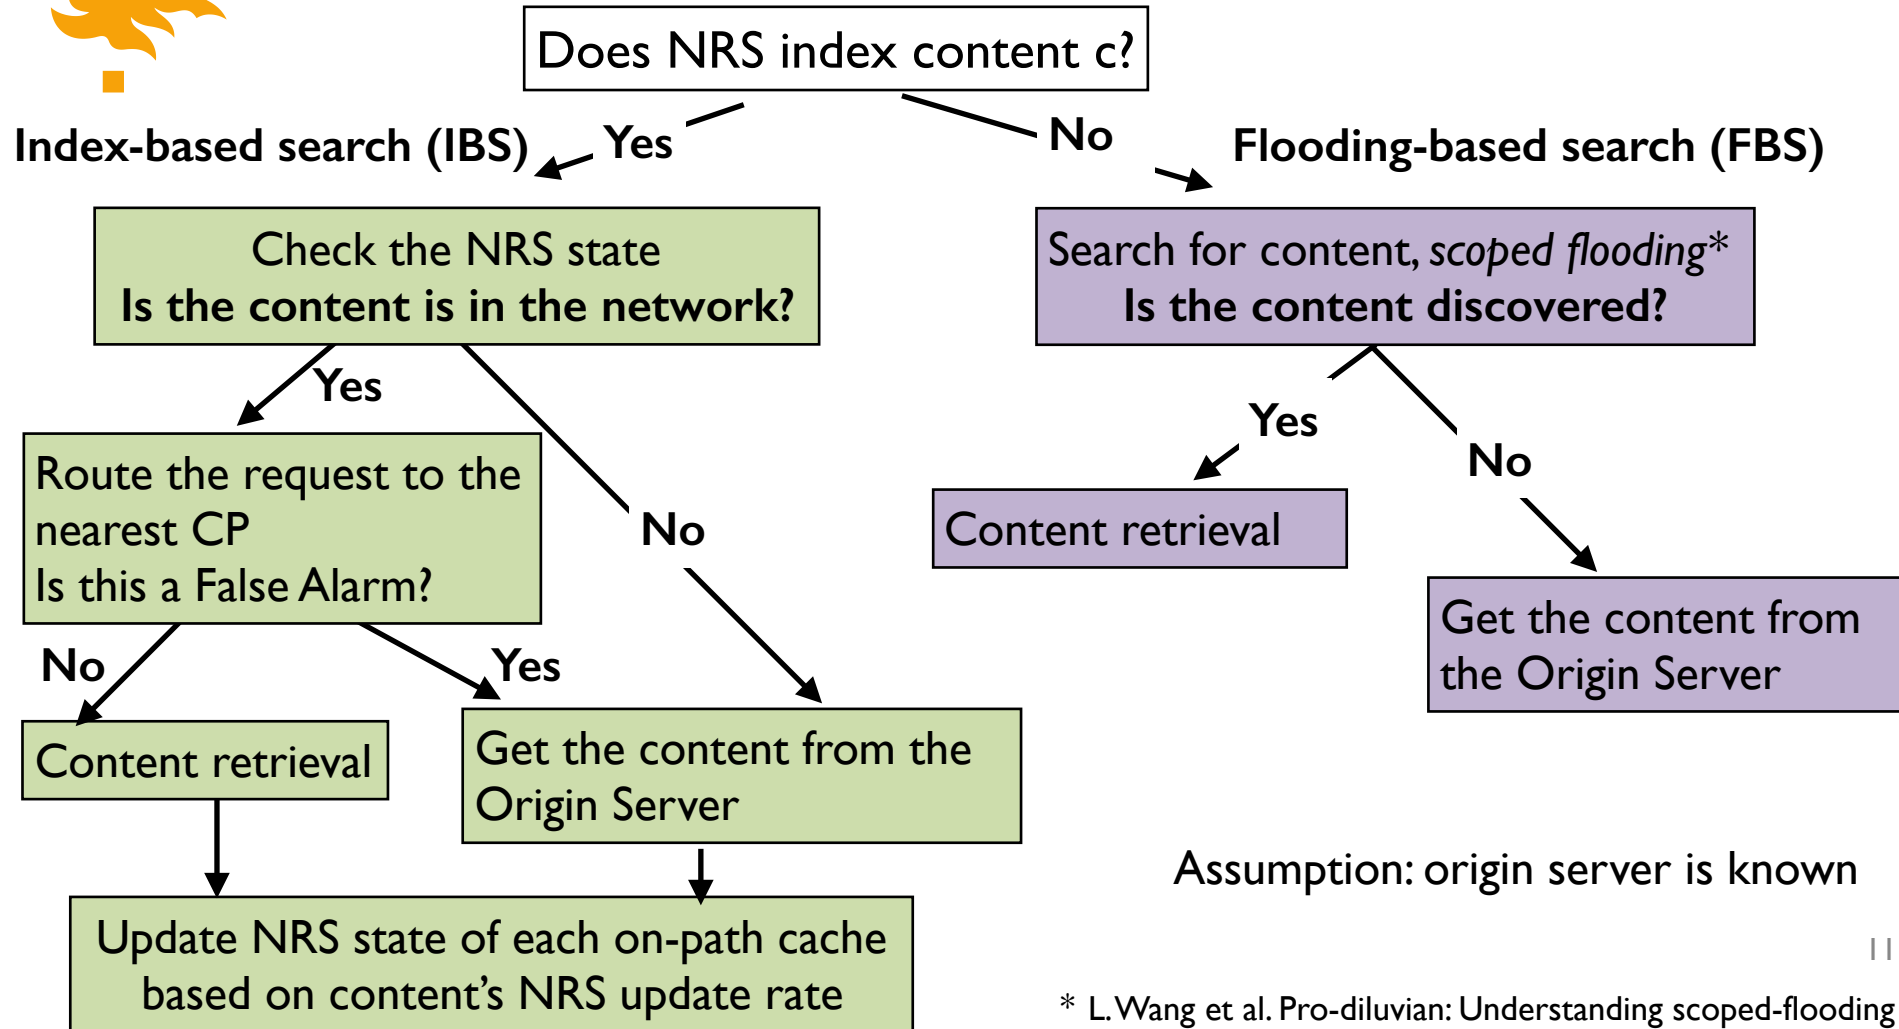 Does NRS index content c?
Index-based search (IBS)
Yes
No
Flooding-based search (FBS)
Check the NRS state
Is the content is in the network?
Search for content, scoped flooding*
Is the content discovered?
Yes
No
Yes
No
Route the request to the
nearest CP
Is this a False Alarm?
Content retrieval
Get the content from
the Origin Server
No
Yes
Content retrieval
Get the content from the
Origin Server
Assumption: origin server is known
Update NRS state of each on-path cache
based on content's NRS update rate
11
* L. Wang et al. Pro-diluvian: Understanding scoped-flooding